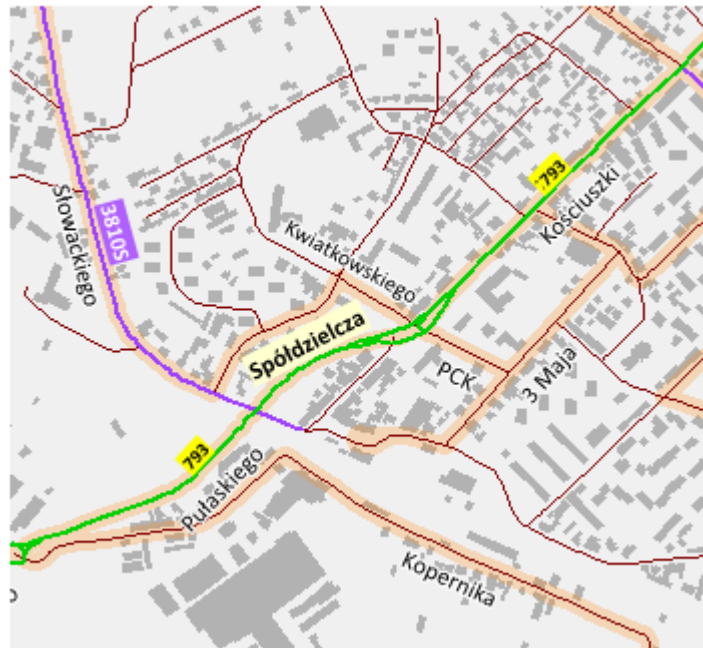 793
Kościuszki
3810S
Słowackiego
Kwiatkowskiego
Spółdzielcza
PCK
3 Maja
793
Pułaskiego
Kopernika